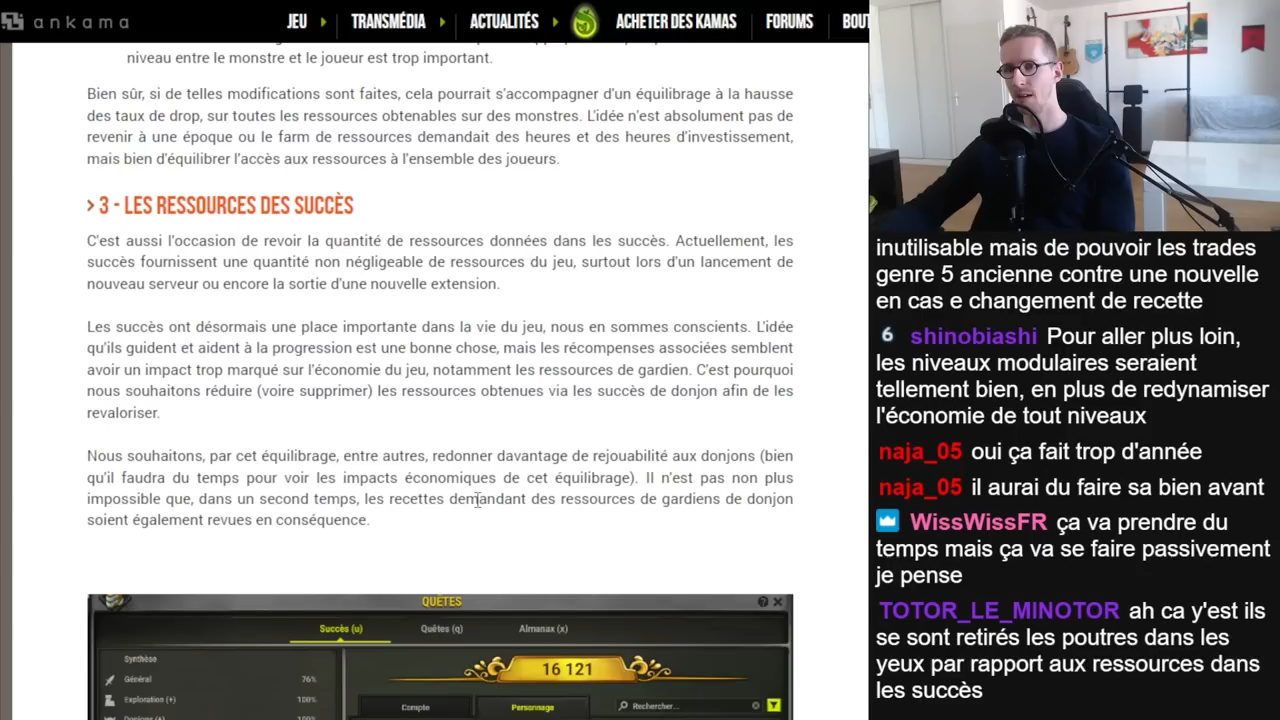 ankama
JEU
TRANSMÉDIA
ACTUALITÉS
ACHETER DES KAMAS
FORUMS
BOUT
niveau entre le monstre et le joueur est trop important.
Bien sûr, si de telles modifications sont faites, cela pourrait s'accompagner d'un équilibrage à la hausse
des taux de drop, sur toutes les ressources obtenables sur des monstres. L'idée n'est absolument pas de
revenir à une époque ou le farm de ressources demandait des heures et des heures d'investissement,
mais bien d'équilibrer l'accès aux ressources à l'ensemble des joueurs.
> 3 - LES RESSOURCES DES SUCCÈS
C'est aussi l'occasion de revoir la quantité de ressources données dans les succès. Actuellement, les
succès fournissent une quantité non négligeable de ressources du jeu, surtout lors d'un lancement de
nouveau serveur ou encore la sortie d'une nouvelle extension.
Les succès ont désormais une place importante dans la vie du jeu, nous en sommes conscients. L'idée
qu'ils guident et aident à la progression est une bonne chose, mais les récompenses associées semblent
avoir un impact trop marqué sur l'économie du jeu, notamment les ressources de gardien. C'est pourquoi
nous souhaitons réduire (voire supprimer) les ressources obtenues via les succès de donjon afin de les
revaloriser.
Nous souhaitons, par cet équilibrage, entre autres, redonner davantage de rejouabilité aux donjons (bien
qu'il faudra du temps pour voir les impacts économiques de cet équilibrage). Il n'est pas non plus
impossible que, dans un second temps, les recettes demandant des ressources de gardiens de donjon
soient également revues en conséquence.
QUÊTES
Succès (u)
Quêtes (q)
Almanax (x)
Synthèse
Général 76%
Exploration (+) 100%
16 121
Compte
Personnage
Rechercher...
inutilisable mais de pouvoir les trades
genre 5 ancienne contre une nouvelle
en cas e changement de recette
6 shinobiashi Pour aller plus loin,
les niveaux modulaires seraient
tellement bien, en plus de redynamiser
l'économie de tout niveaux
naja_05 oui ça fait trop d'année
naja_05 il aurai du faire sa bien avant
WissWissFR ça va prendre du
temps mais ça va se faire passivement
je pense
TOTOR_LE_MINOTOR ah ca y'est ils
se sont retirés les poutres dans les
yeux par rapport aux ressources dans
les succès